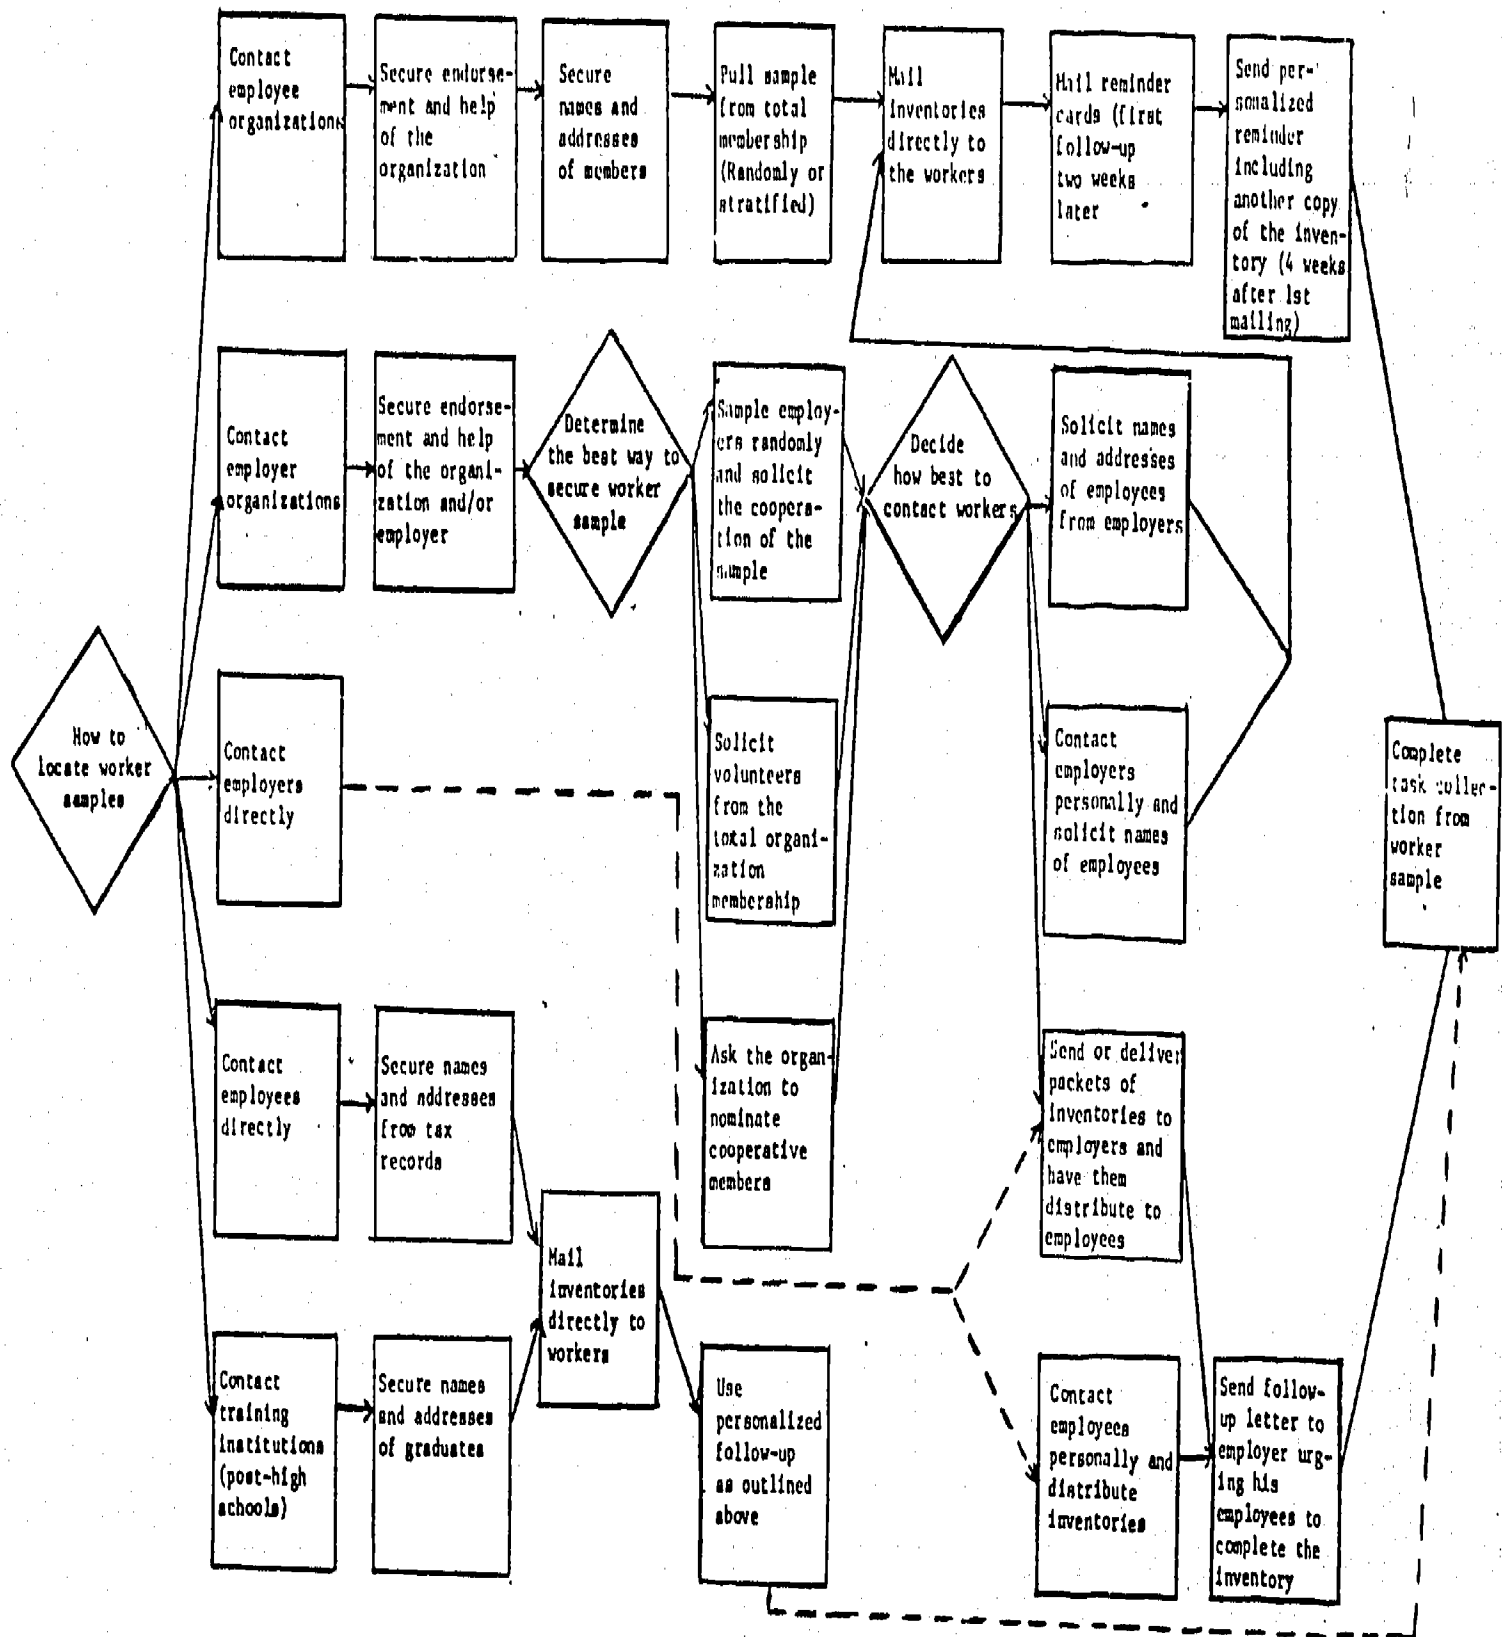 Contact
employee
organizations
Secure endorse-
ment and help
of the
organization
Secure
names and
addresses
of members
Pull sample
from total
membership
(Randomly or
stratified)
Mail
inventories
directly to
the workers
Mail reminder
cards (first
follow-up
two weeks
later
Send per-
sonalized
reminder
including
another copy
of the inven-
tory (4 weeks
after 1st
mailing)
Contact
employer
organizations
Secure endorse-
ment and help
of the organi-
zation and/or
employer
Determine
the best way to
secure worker
sample
Sample employ-
ers randomly
and solicit
the coopera-
tion of the
sample
Decide
how best to
contact workers
Solicit names
and addresses
of employees
from employers
How to
locate worker
samples
Contact
employers
directly
Solicit
volunteers
from the
total organi-
zation
membership
Contact
employers
personally and
solicit names
of employees
Complete
task collec-
tion from
worker
sample
Contact
employees
directly
Secure names
and addresses
from tax
records
Ask the organ-
ization to
nominate
cooperative
members
Send or deliver
packets of
inventories to
employers and
have them
distribute to
employees
Mail
inventories
directly to
workers
Contact
training
institutions
(post-high
schools)
Secure names
and addresses
of graduates
Use
personalized
follow-up
as outlined
above
Contact
employees
personally and
distribute
inventories
Send follow-
up letter to
employer urg-
ing his
employees to
complete the
inventory